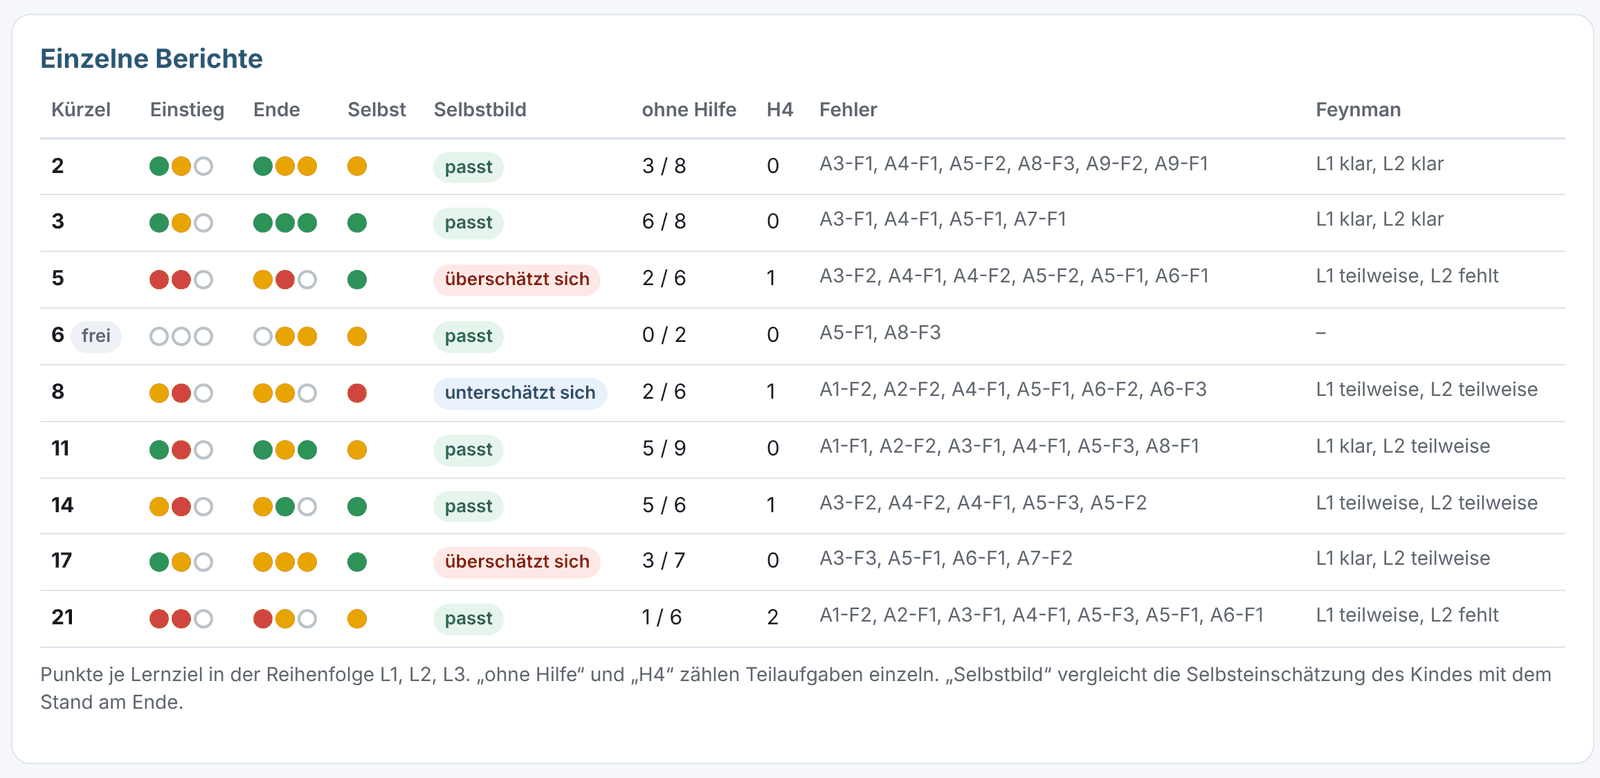 Einzelne Berichte
Kürzel Einstieg Ende Selbst Selbstbild ohne Hilfe H4 Fehler Feynman
2 passt 3 / 8 0 A3-F1, A4-F1, A5-F2, A8-F3, A9-F2, A9-F1 L1 klar, L2 klar
3 passt 6 / 8 0 A3-F1, A4-F1, A5-F1, A7-F1 L1 klar, L2 klar
5 überschätzt sich 2 / 6 1 A3-F2, A4-F1, A4-F2, A5-F2, A5-F1, A6-F1 L1 teilweise, L2 fehlt
6 frei passt 0 / 2 0 A5-F1, A8-F3 –
8 unterschätzt sich 2 / 6 1 A1-F2, A2-F2, A4-F1, A5-F1, A6-F2, A6-F3 L1 teilweise, L2 teilweise
11 passt 5 / 9 0 A1-F1, A2-F2, A3-F1, A4-F1, A5-F3, A8-F1 L1 klar, L2 teilweise
14 passt 5 / 6 1 A3-F2, A4-F2, A4-F1, A5-F3, A5-F2 L1 teilweise, L2 teilweise
17 überschätzt sich 3 / 7 0 A3-F3, A5-F1, A6-F1, A7-F2 L1 klar, L2 teilweise
21 passt 1 / 6 2 A1-F2, A2-F1, A3-F1, A4-F1, A5-F3, A5-F1, A6-F1 L1 teilweise, L2 fehlt
Punkte je Lernziel in der Reihenfolge L1, L2, L3. „ohne Hilfe“ und „H4“ zählen Teilaufgaben einzeln. „Selbstbild“ vergleicht die Selbsteinschätzung des Kindes mit dem
Stand am Ende.